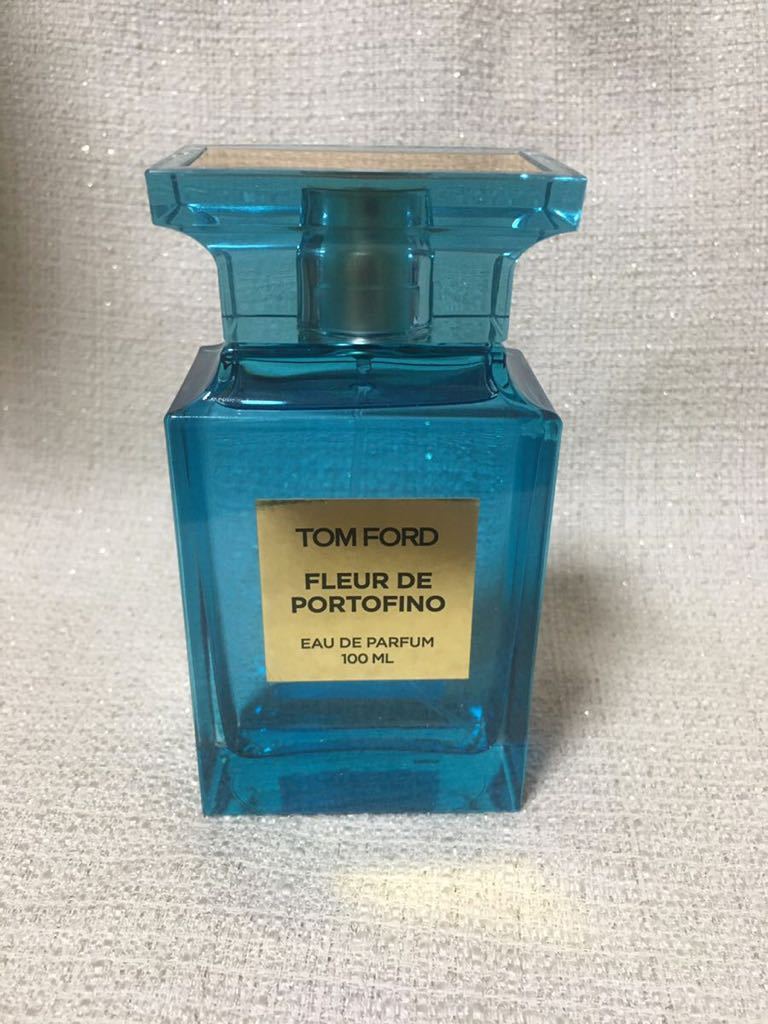 TOM FORD
FLEUR DE
PORTOFINO
EAU DE PARFUM
100 ML